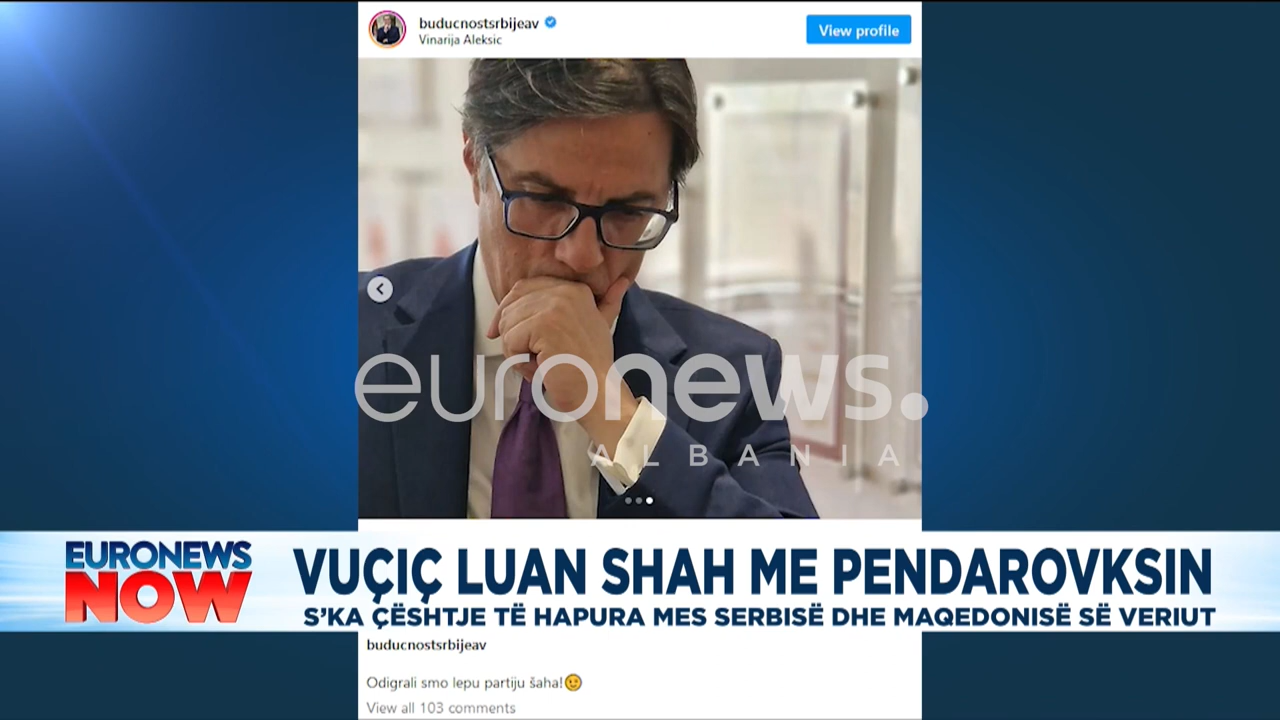 buducnostsrbijeav
Vinarija Aleksic
View profile
euronews.
ALBANIA
EURONEWS
NOW
VUÇIÇ LUAN SHAH ME PENDAROVKSIN
S'KA ÇËSHTJE TË HAPURA MES SERBISË DHE MAQEDONISË SË VERIUT
buducnostsrbijeav
Odigrali smo lepu partiju šaha!😉
View all 103 comments